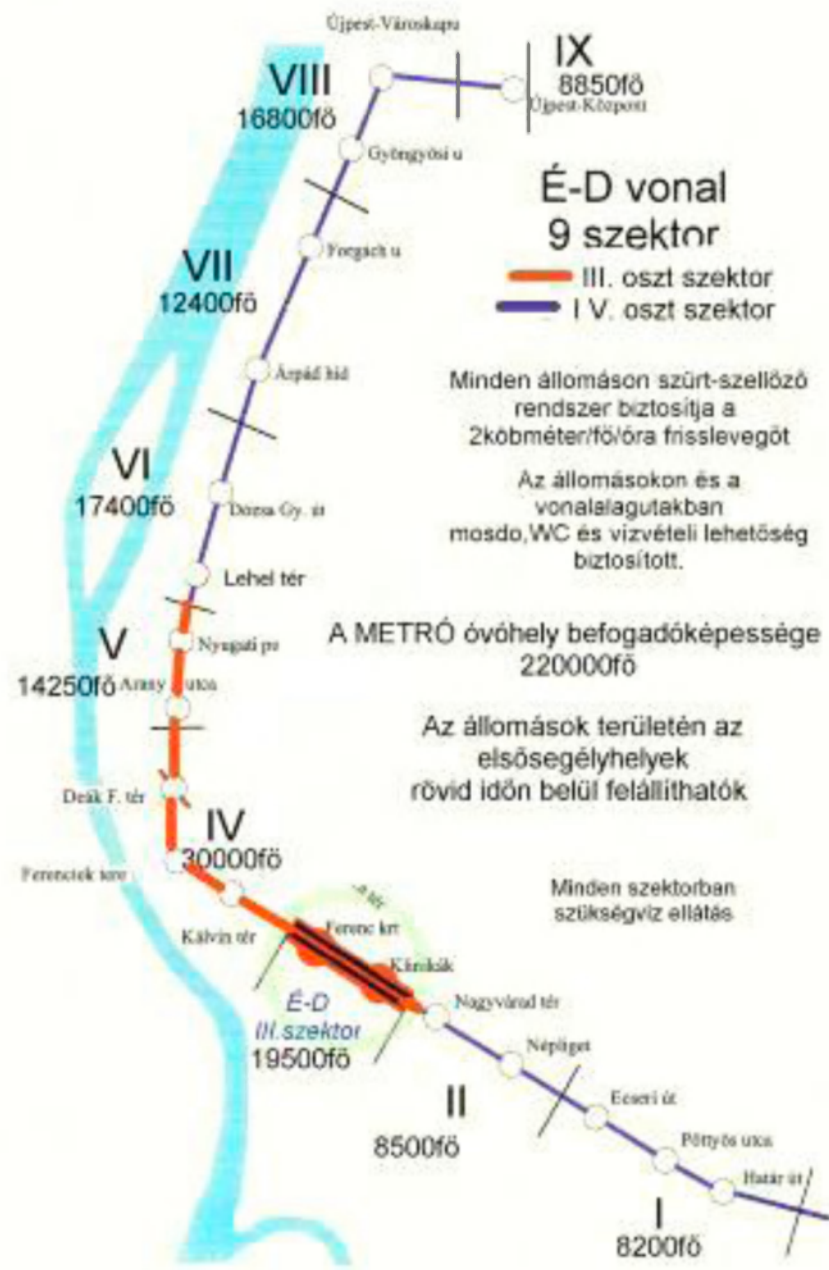 Újpest-Városkapu
IX
8850fő
Újpest-Központ
VIII
16800fő
Gyöngyösi u
É-D vonal
9 szektor
III. oszt szektor
I V. oszt szektor
Forgách u
VII
12400fő
Árpád híd
Minden állomáson szűrt-szellőző
rendszer biztosítja a
2köbméter/fő/óra frisslevegőt
VI
17400fő
Dózsa Gy. út
Az állomásokon és a
vonalalagutakban
mosdo,WC és vízvételi lehetőség
biztosított.
Lehel tér
V
14250fő
Nyugati pu
Arany utca
A METRÓ óvóhely befogadóképessége
220000fő
Az állomások területén az
elsősegélyhelyek
rövid időn belül felállíthatók
Deák F. tér
IV
30000fő
Ferenciek tere
Minden szektorban
szükségvíz ellátás
a tér
Kálvin tér
Ferenc krt
Klinikák
É-D
III.szektor
19500fő
Nagyvárad tér
Népliget
II
8500fő
Ecseri út
Pöttyös utca
Határ út
I
8200fő